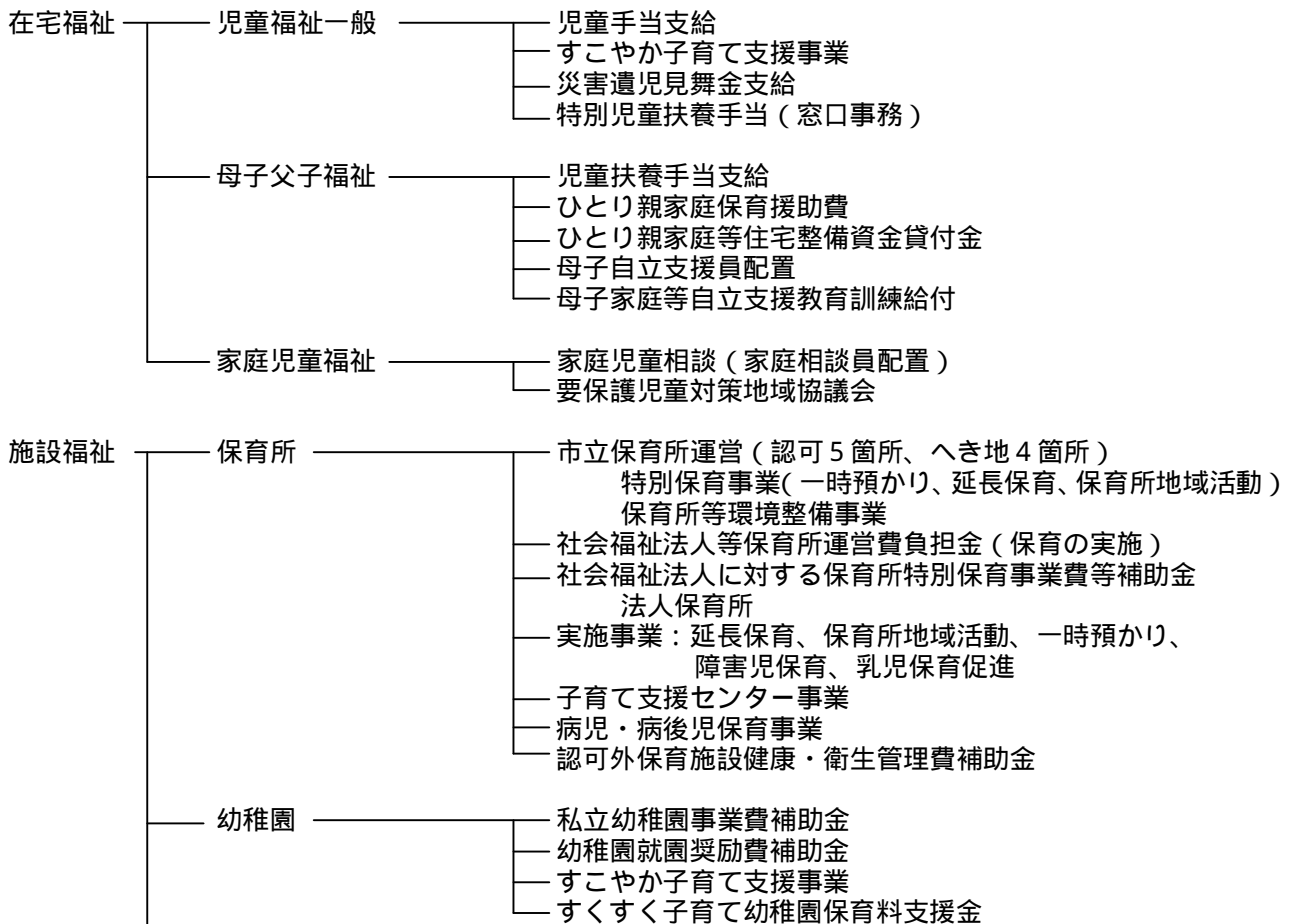 在宅福祉 児童福祉一般 児童手当支給
すこやか子育て支援事業
災害遺児見舞金支給
特別児童扶養手当（窓口事務）
母子父子福祉 児童扶養手当支給
ひとり親家庭保育援助費
ひとり親家庭等住宅整備資金貸付金
母子自立支援員配置
母子家庭等自立支援教育訓練給付
家庭児童福祉 家庭児童相談（家庭相談員配置）
要保護児童対策地域協議会
施設福祉 保育所 市立保育所運営（認可５箇所、へき地４箇所）
特別保育事業（一時預かり、延長保育、保育所地域活動）
保育所等環境整備事業
社会福祉法人等保育所運営費負担金（保育の実施）
社会福祉法人に対する保育所特別保育事業費等補助金
法人保育所
実施事業：延長保育、保育所地域活動、一時預かり、
障害児保育、乳児保育促進
子育て支援センター事業
病児・病後児保育事業
認可外保育施設健康・衛生管理費補助金
幼稚園 私立幼稚園事業費補助金
幼稚園就園奨励費補助金
すこやか子育て支援事業
すくすく子育て幼稚園保育料支援金